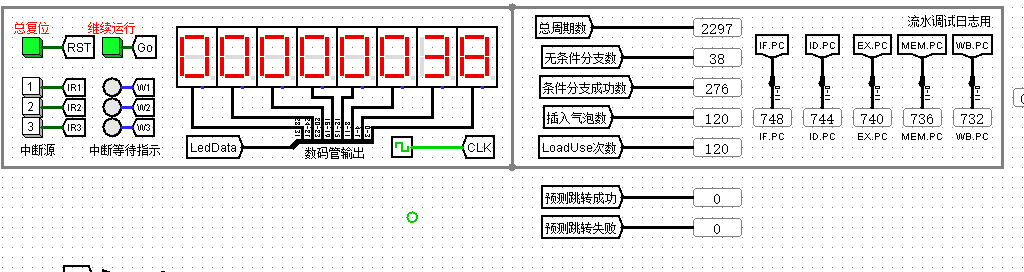 总复位
继续运行
RST
Go
000000
1
2
3
IR1
IR2
IR3
W1
W2
W3
中断源
中断等待指示
LedData
数码管输出
CLK
总周期数 2297
无条件分支数 38
条件分支成功数 276
插入气泡数 120
LoadUse次数 120
预测跳转成功 0
预测跳转失败 0
流水调试日志用
IF.PC ID.PC EX.PC MEM.PC WB.PC
748 744 740 736 732
IF.PC ID.PC EX.PC MEM.PC WB.PC